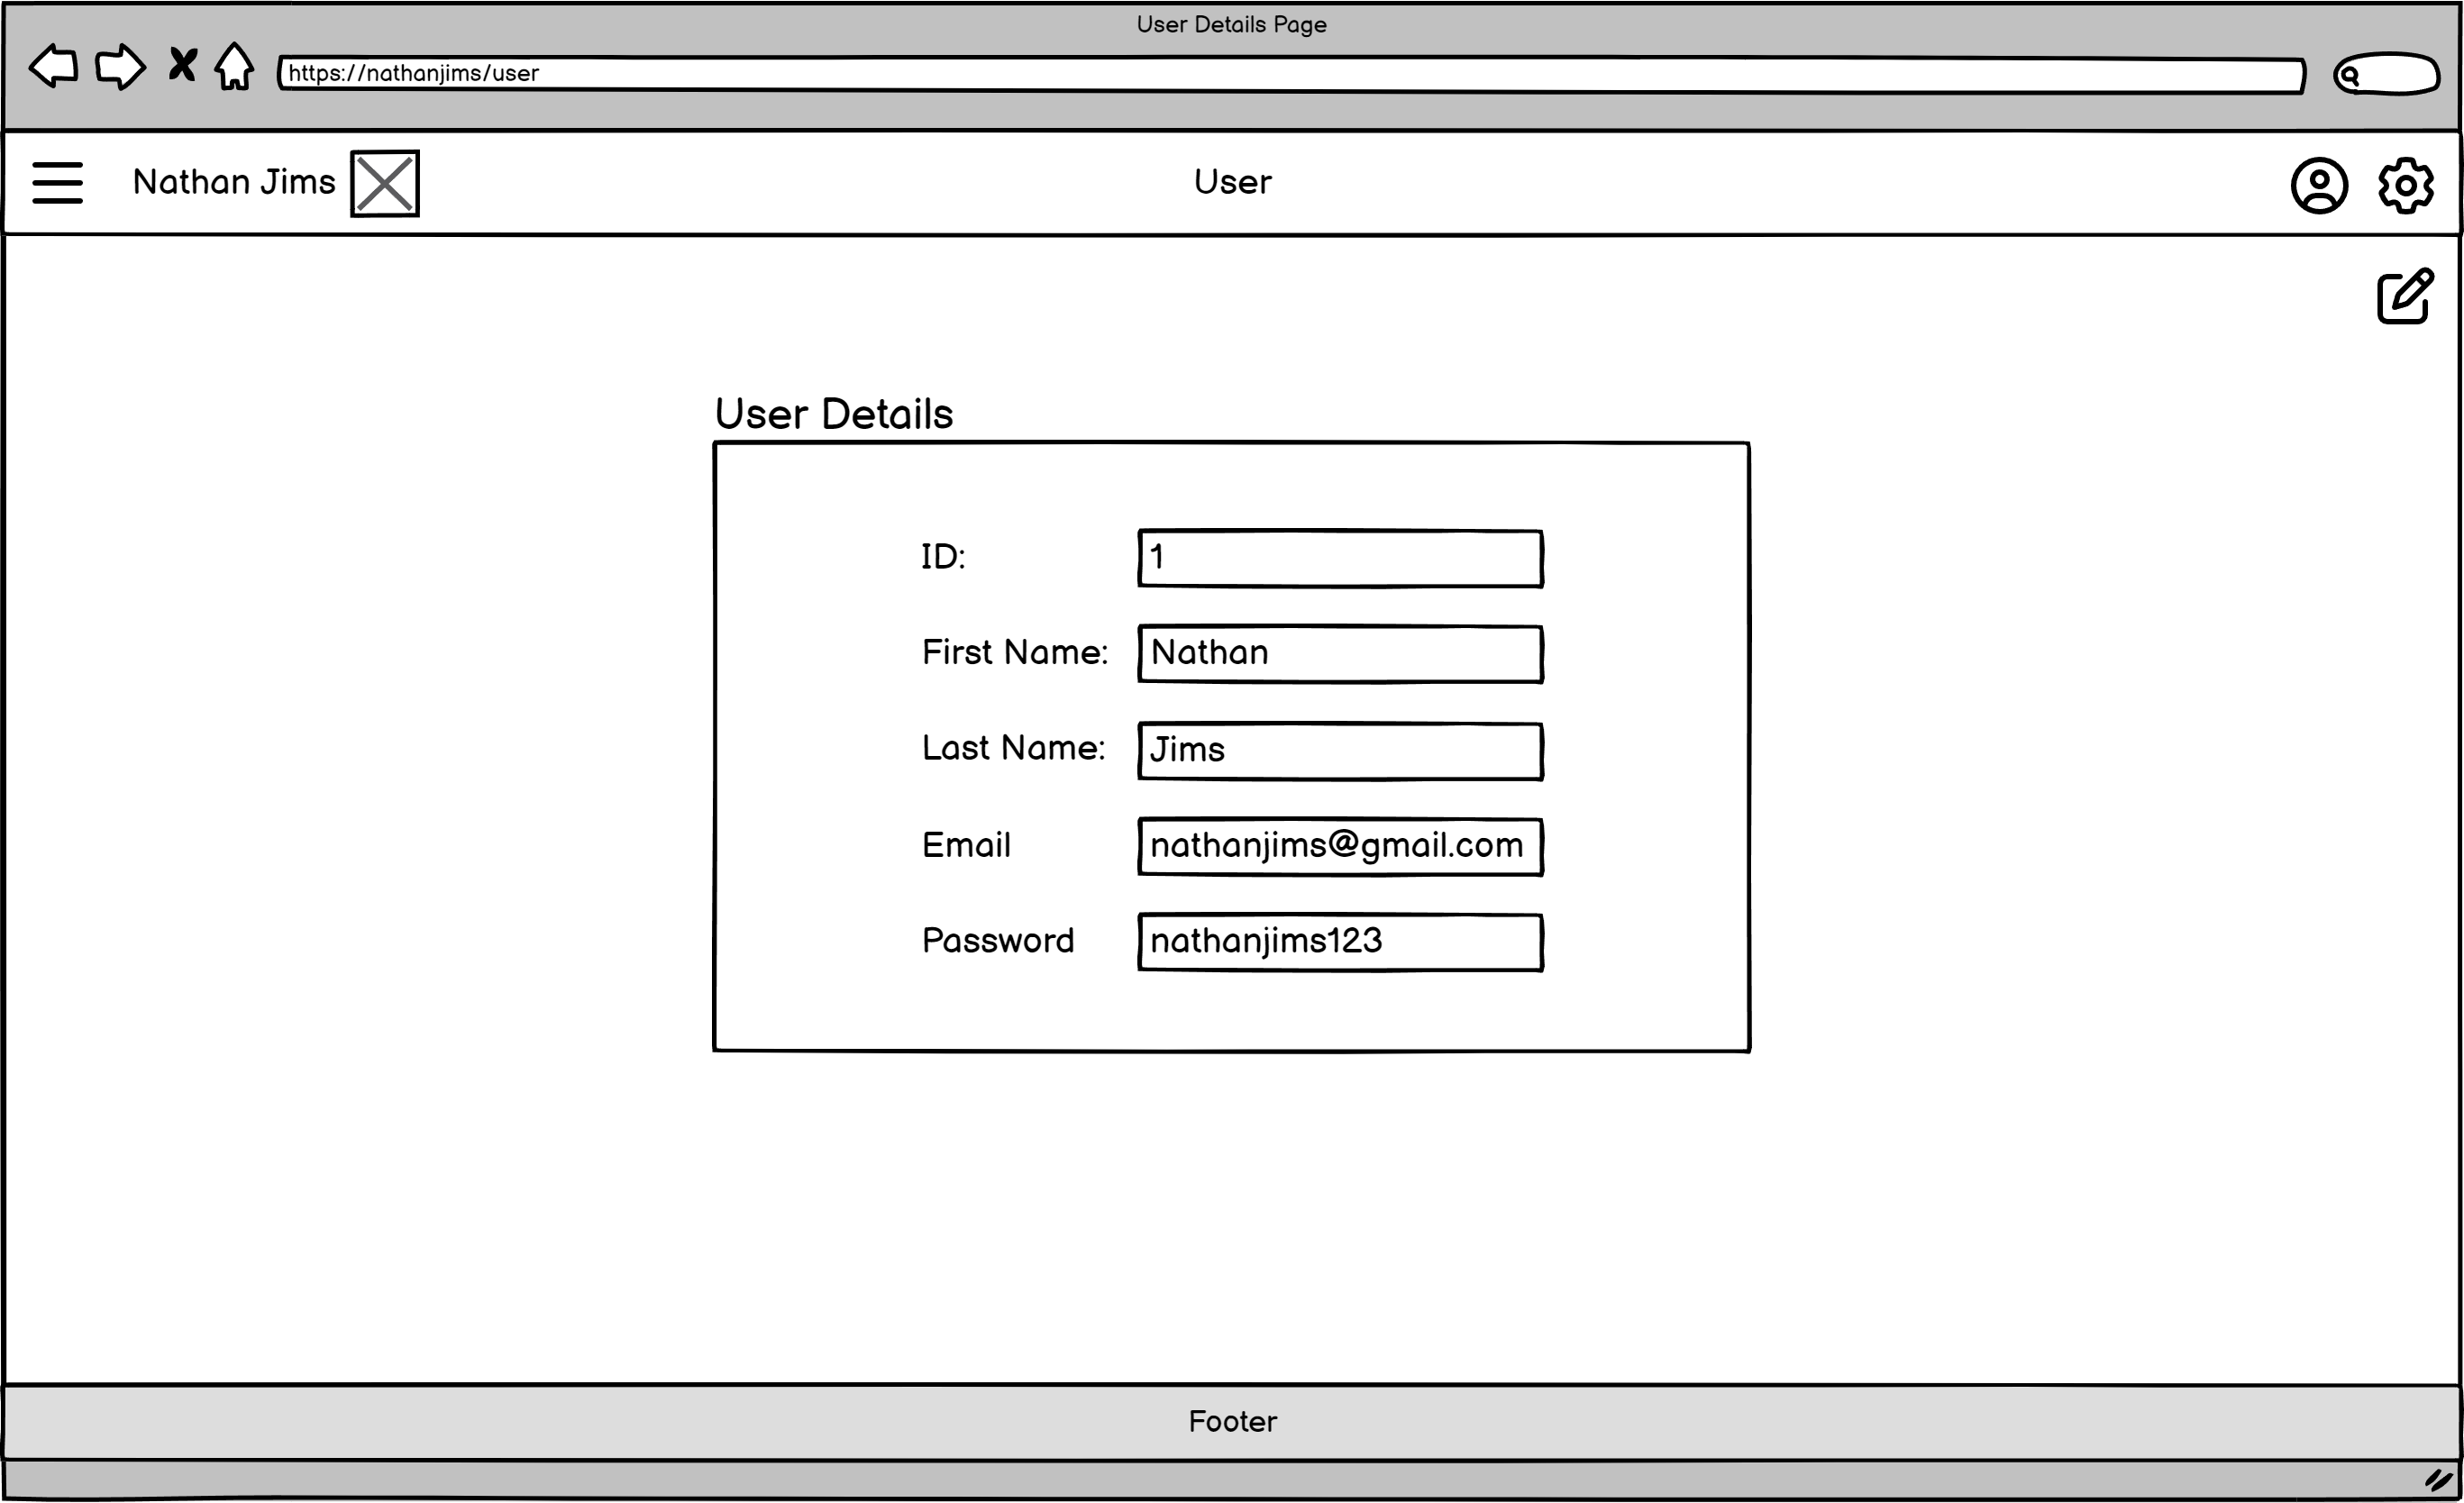 User Details Page
https://nathanjims/user
Nathan Jims
User
User Details
ID: 1
First Name: Nathan
Last Name: Jims
Email nathanjims@gmail.com
Password nathanjims123
Footer